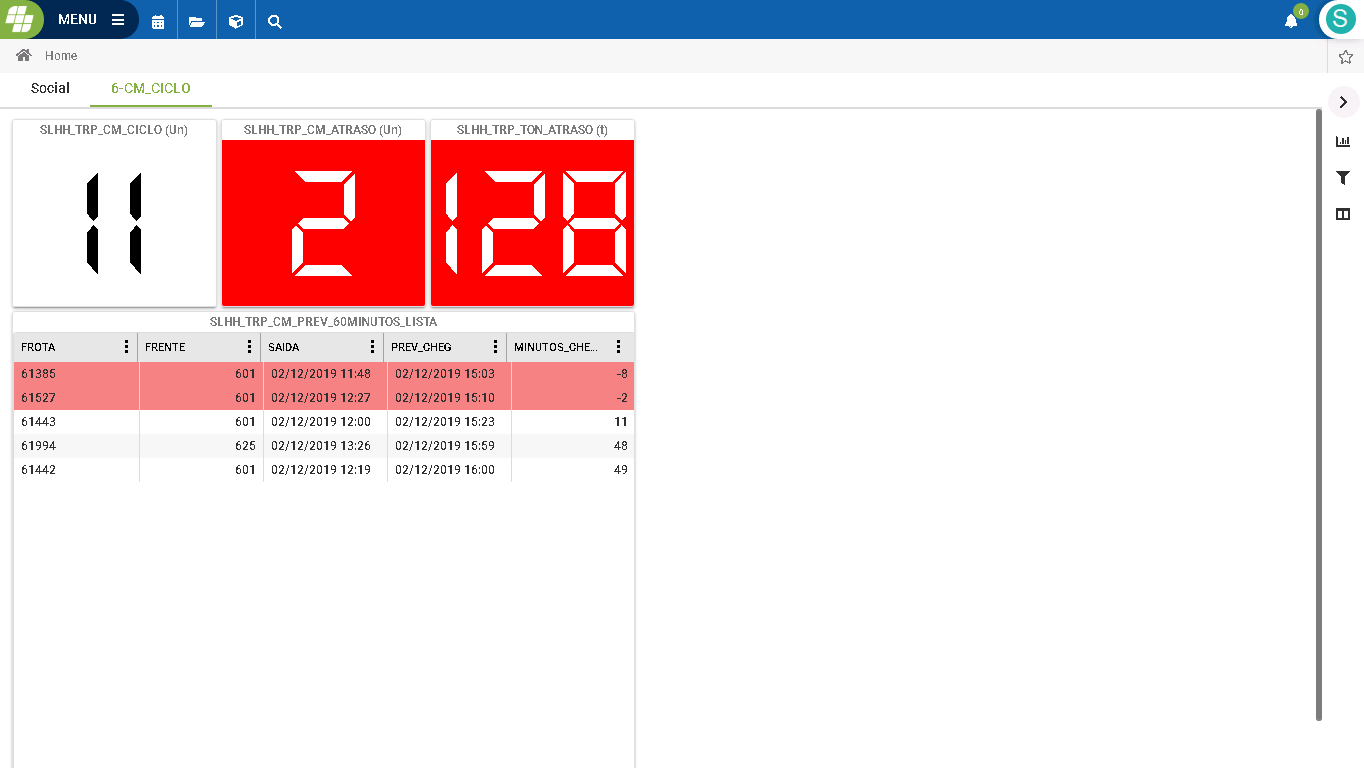 MENU
0
S
Home
Social 6-CM_CICLO
SLHH_TRP_CM_CICLO (Un) SLHH_TRP_CM_ATRASO (Un) SLHH_TRP_TON_ATRASO (t)
11 2 128
SLHH_TRP_CM_PREV_60MINUTOS_LISTA
FROTA FRENTE SAIDA PREV_CHEG MINUTOS_CHE...
61385 601 02/12/2019 11:48 02/12/2019 15:03 -8
61527 601 02/12/2019 12:27 02/12/2019 15:10 -2
61443 601 02/12/2019 12:00 02/12/2019 15:23 11
61994 625 02/12/2019 13:26 02/12/2019 15:59 48
61442 601 02/12/2019 12:19 02/12/2019 16:00 49